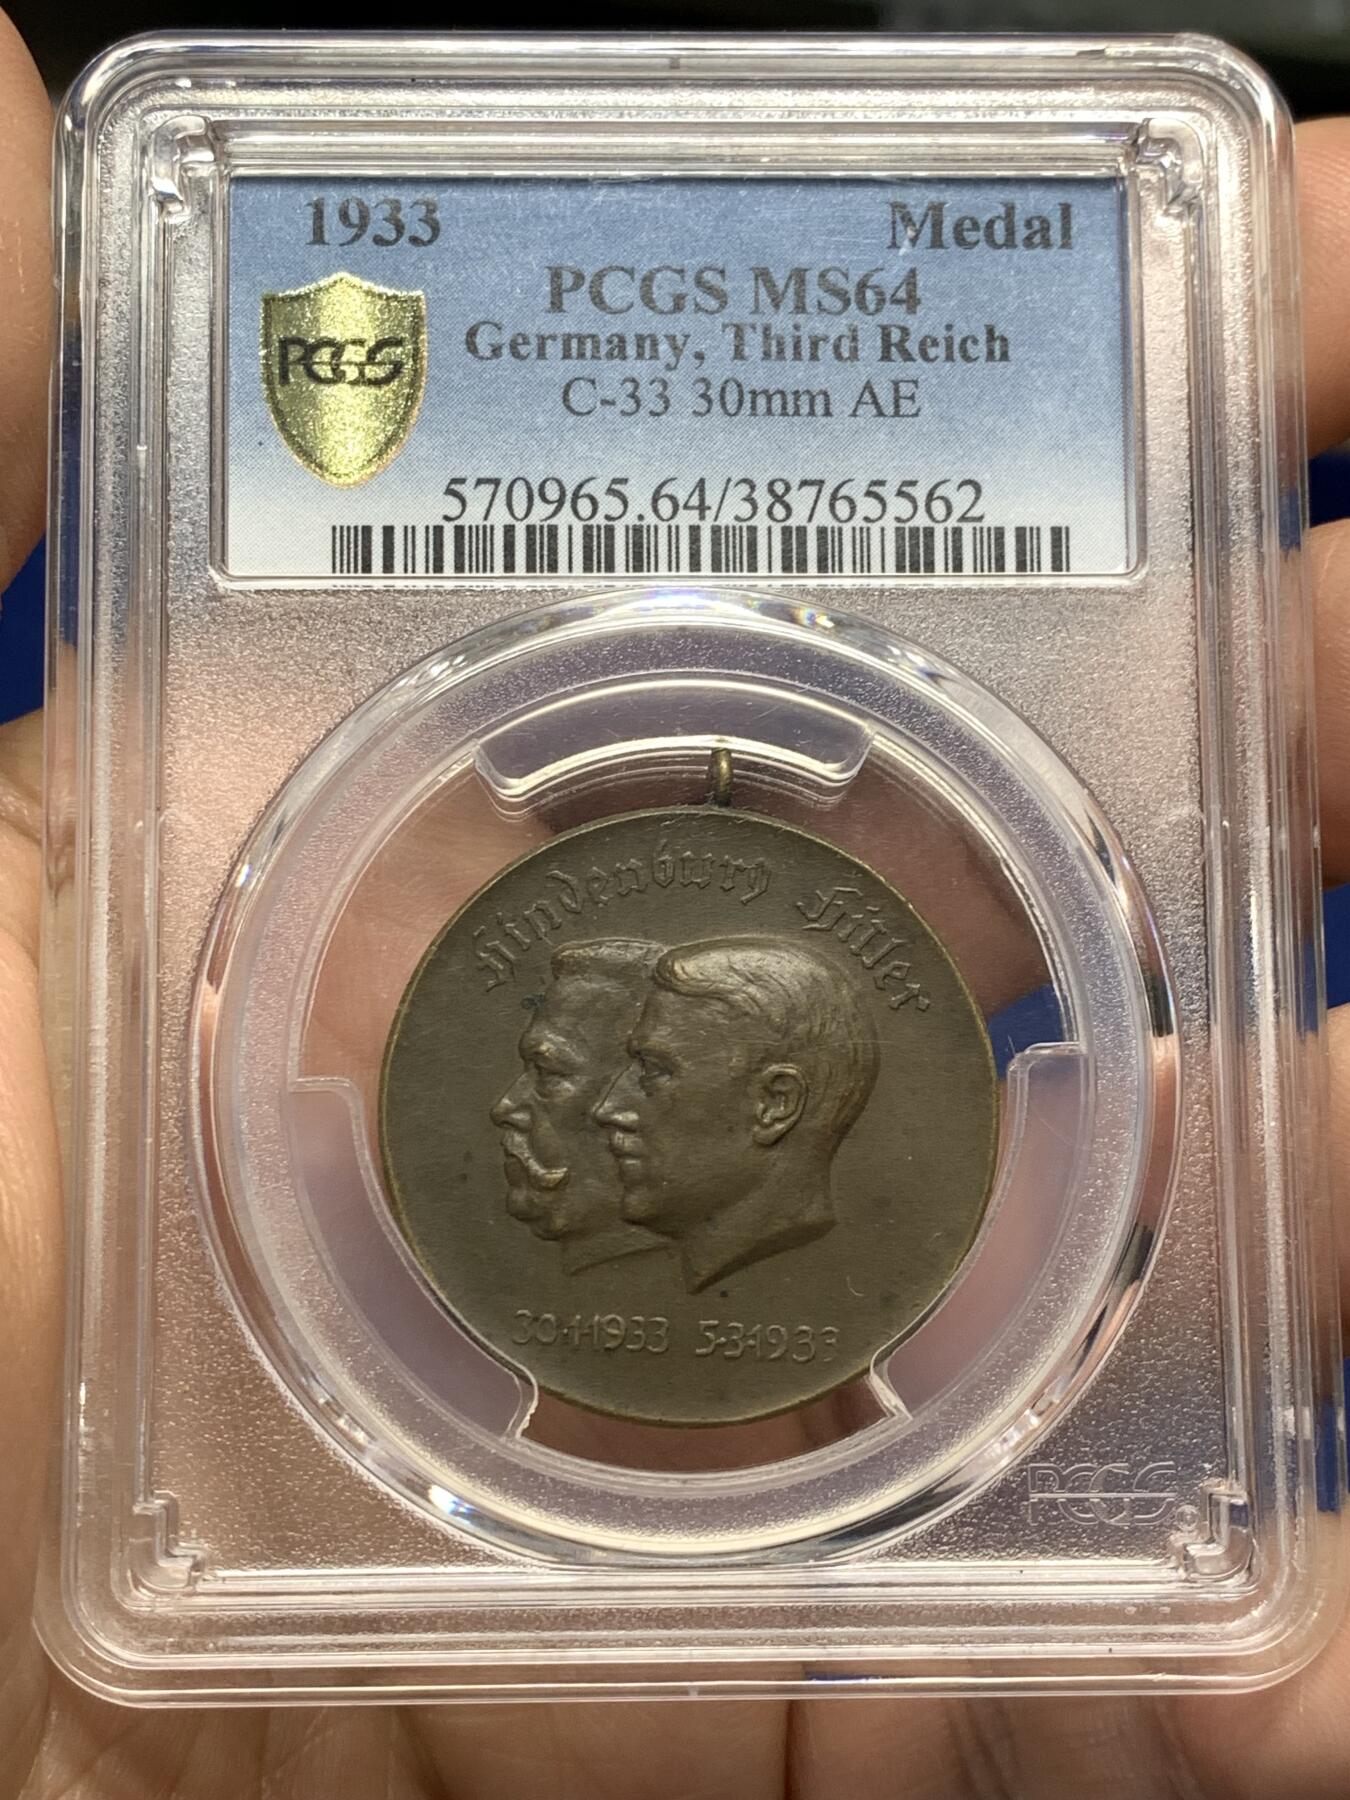 1933 Medal
PCGS MS64
PCGS
Germany, Third Reich
C-33 30mm AE
570965.64/38765562
Hindenburg Hitler
30·1·1933 5·3·1933
PCGS